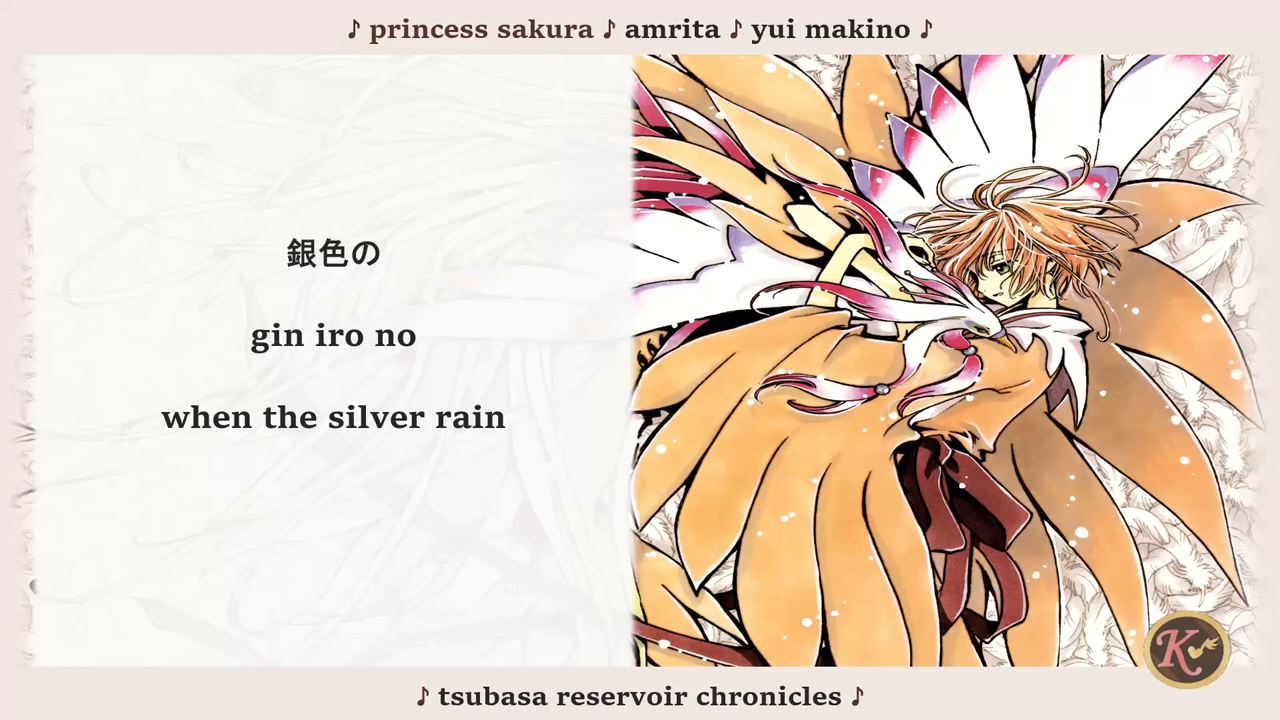 ♪ princess sakura ♪ amrita ♪ yui makino ♪
銀色の
gin iro no
when the silver rain
K
♪ tsubasa reservoir chronicles ♪